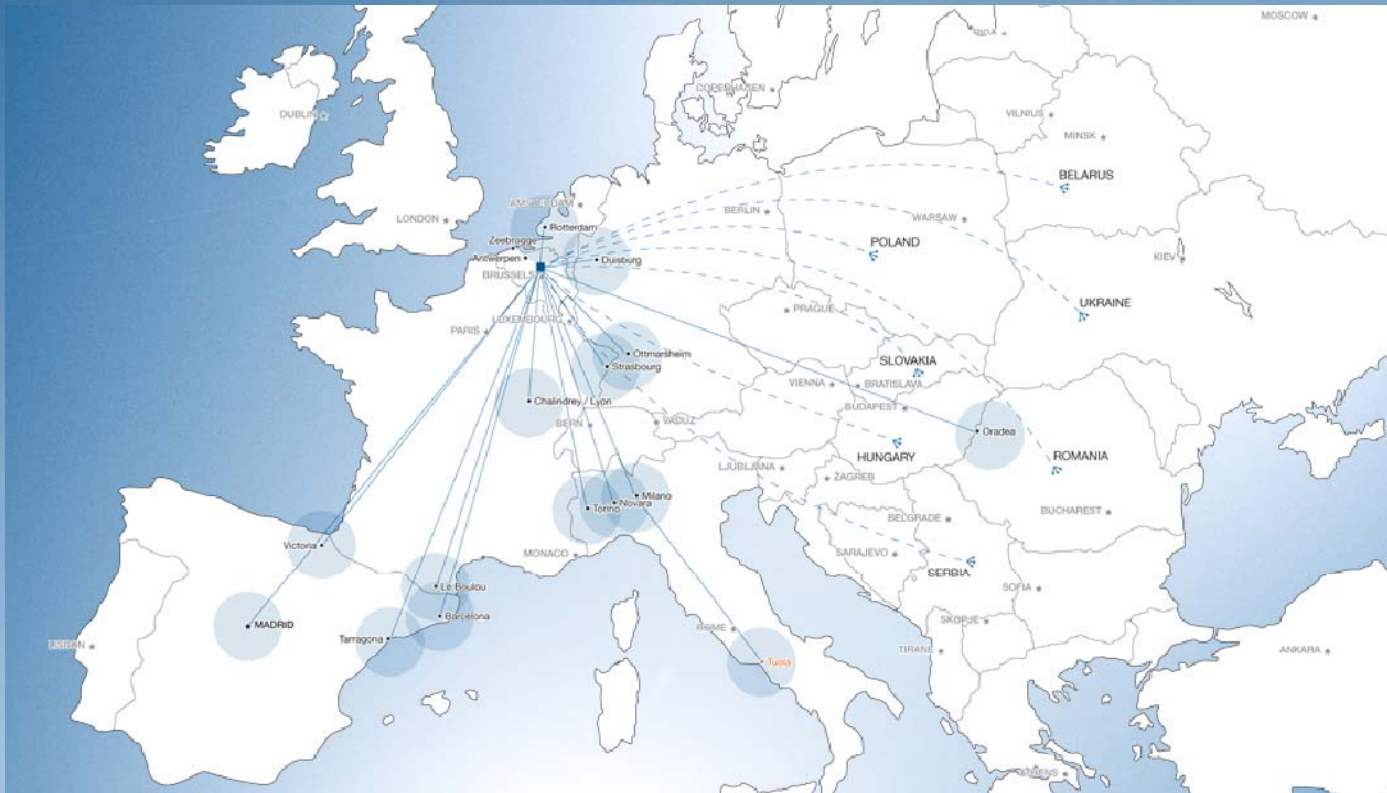 MOSCOW
RIGA
COPENHAGEN
DUBLIN
VILNIUS
MINSK
BELARUS
AMSTERDAM
BERLIN
LONDON
WARSAW
Rotterdam
Zeebrugge
POLAND
Antwerpen
Duisburg
KIEV
BRUSSELS
UKRAINE
PRAGUE
LUXEMBOURG
PARIS
Ottmarsheim
SLOVAKIA
Strasbourg
VIENNA
BRATISLAVA
Chalindrey / Lyon
BUDAPEST
BERN
VADUZ
Oradea
HUNGARY
ROMANIA
LJUBLJANA
ZAGREB
Milano
Novara
Torino
BUCHAREST
BELGRADE
Victoria
MONACO
SARAJEVO
SERBIA
SOFIA
Le Boulou
Barcelona
SKOPJE
MADRID
ROME
Tarragona
LISBON
TIRANE
ANKARA
ATHENS